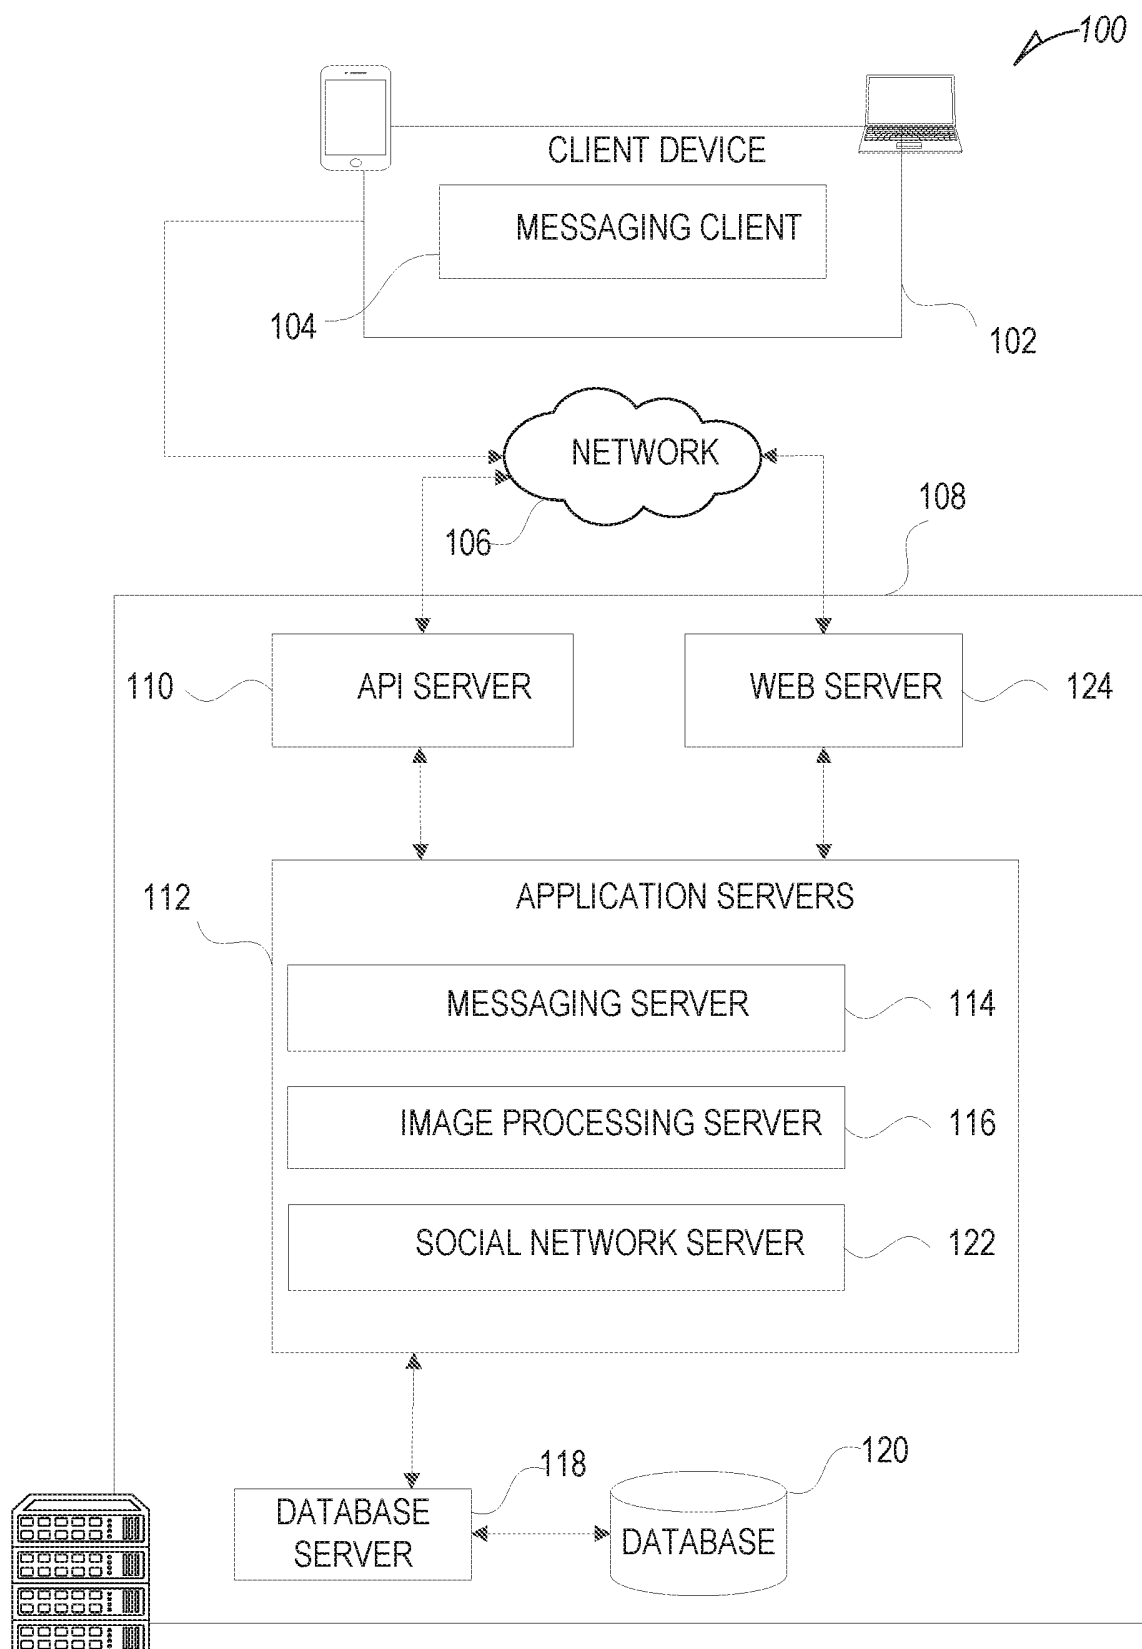 100
CLIENT DEVICE
MESSAGING CLIENT
104
102
NETWORK
106
108
110
API SERVER
WEB SERVER
124
112
APPLICATION SERVERS
MESSAGING SERVER
114
IMAGE PROCESSING SERVER
116
SOCIAL NETWORK SERVER
122
118
120
DATABASE
SERVER
DATABASE